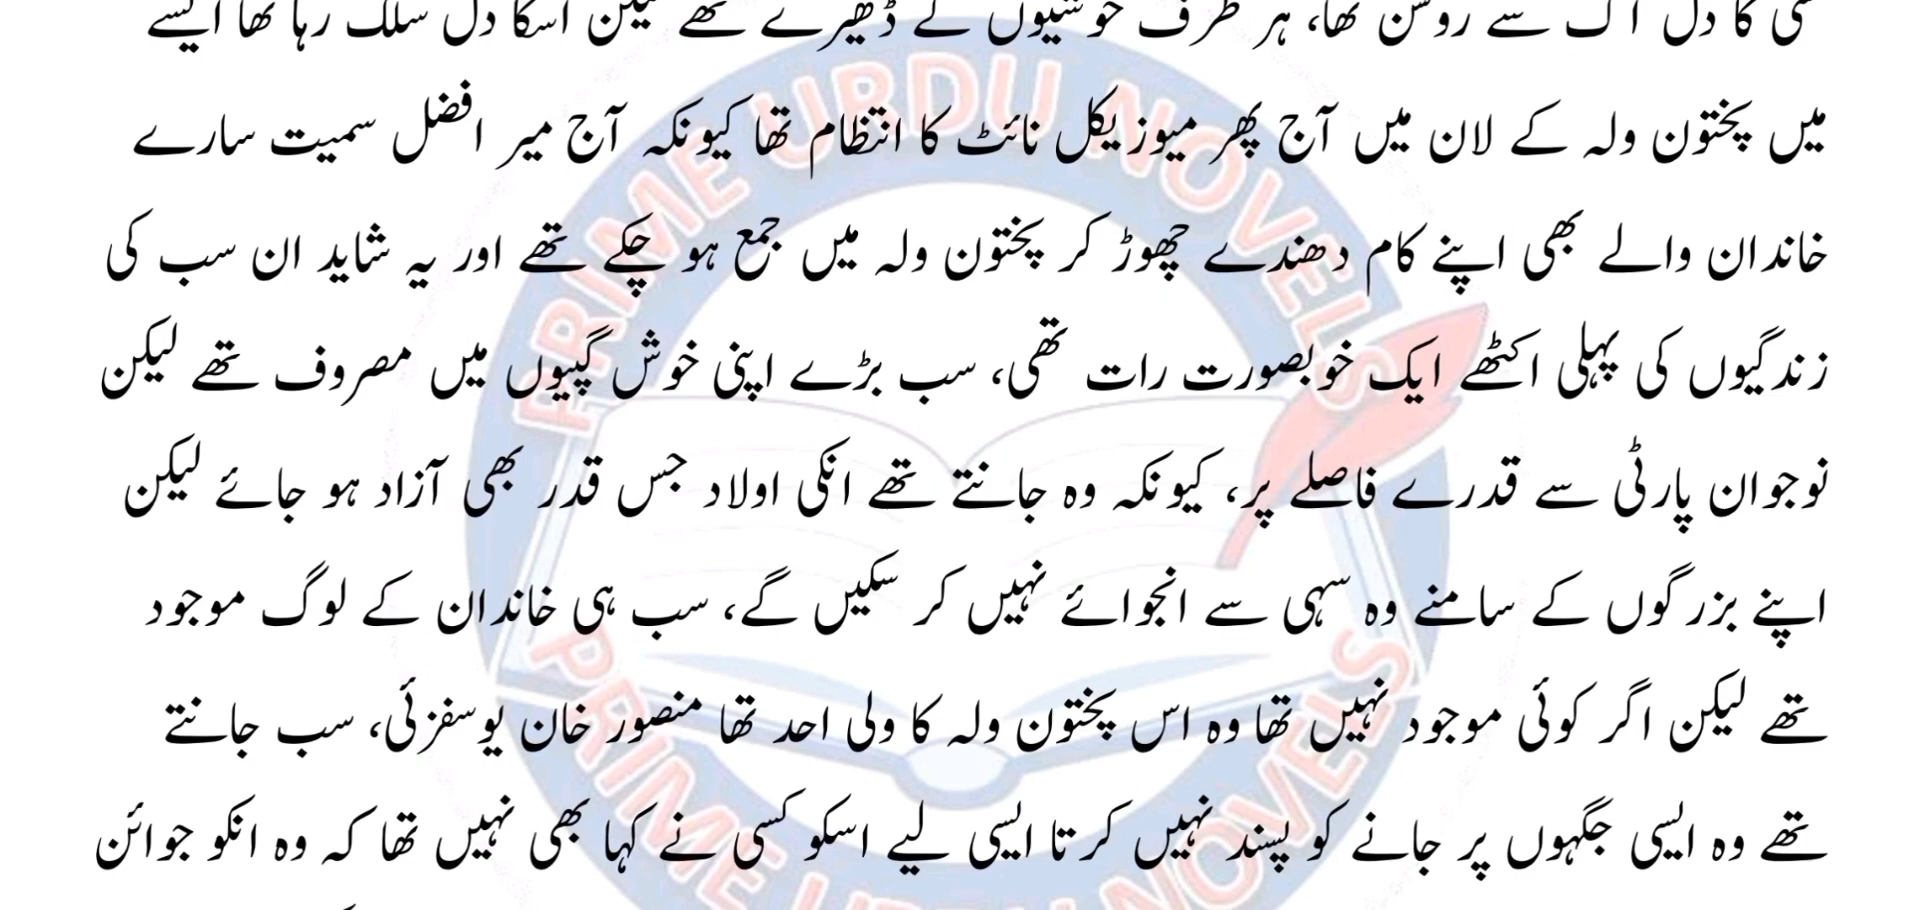 کا دل آگ سے روشن تھا، ہر طرف خوشیوں کے ڈھیرے تھے لیکن اسکا دل سلگ رہا تھا ایسے
میں پختون ولہ کے لان میں آج پھر میوزیکل نائٹ کا انتظام تھا کیونکہ آج میر افضل سمیت سارے
خاندان والے بھی اپنے کام دھندے چھوڑ کر پختون ولہ میں جمع ہو چکے تھے اور یہ شاید ان سب کی
زندگیوں کی پہلی اکٹھے ایک خوبصورت رات تھی، سب بڑے اپنی خوش گپیوں میں مصروف تھے لیکن
نوجوان پارٹی سے قدرے فاصلے پر، کیونکہ وہ جانتے تھے انکی اولاد جس قدر بھی آزاد ہو جائے لیکن
اپنے بزرگوں کے سامنے وہ سہی سے انجوائے نہیں کر سکیں گے، سب ہی خاندان کے لوگ موجود
تھے لیکن اگر کوئی موجود نہیں تھا وہ اس پختون ولہ کا ولی احد تھا منصور خان یوسفزئی، سب جانتے
تھے وہ ایسی جگہوں پر جانے کو پسند نہیں کرتا ایسی لیے اسکو کسی نے کہا بھی نہیں تھا کہ وہ انکو جوائن
PRIME URDU NOVELS
PRIME URDU NOVELS